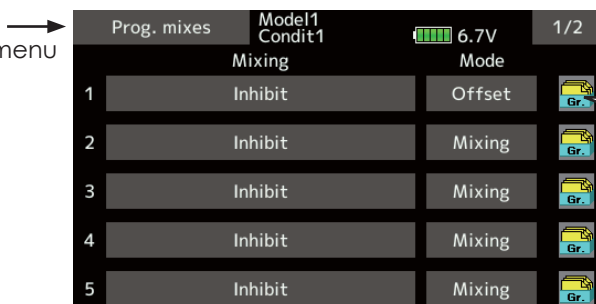 Prog. mixes Model1 Condit1 6.7V 1/2
menu
Mixing Mode
1 Inhibit Offset Gr.
2 Inhibit Mixing Gr.
3 Inhibit Mixing Gr.
4 Inhibit Mixing Gr.
5 Inhibit Mixing Gr.